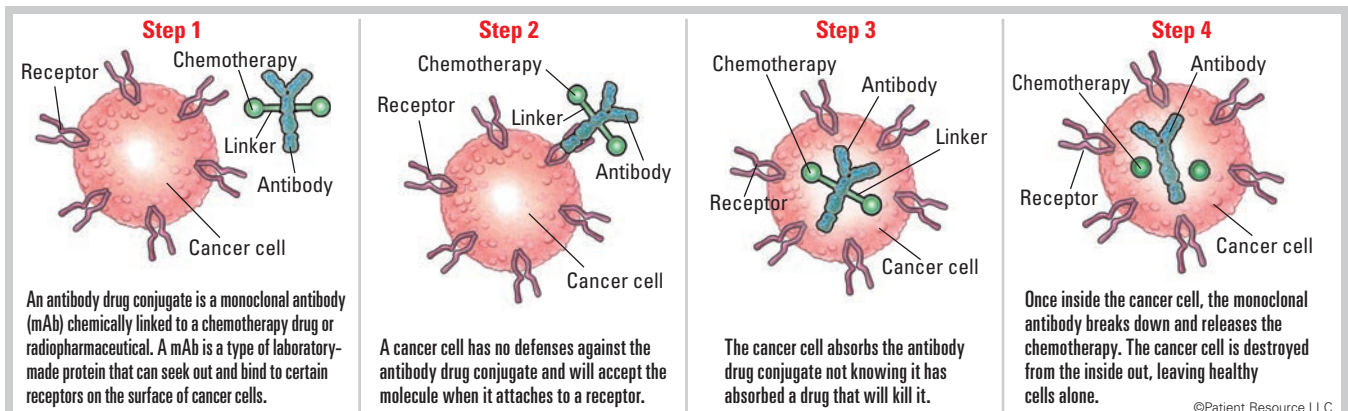 Step 1
Receptor
Chemotherapy
Linker
Antibody
Cancer cell
An antibody drug conjugate is a monoclonal antibody
(mAb) chemically linked to a chemotherapy drug or
radiopharmaceutical. A mAb is a type of laboratory-
made protein that can seek out and bind to certain
receptors on the surface of cancer cells.
Step 2
Chemotherapy
Receptor
Linker
Antibody
Cancer cell
A cancer cell has no defenses against the
antibody drug conjugate and will accept the
molecule when it attaches to a receptor.
Step 3
Chemotherapy
Antibody
Linker
Receptor
Cancer cell
The cancer cell absorbs the antibody
drug conjugate not knowing it has
absorbed a drug that will kill it.
Step 4
Antibody
Chemotherapy
Receptor
Cancer cell
Once inside the cancer cell, the monoclonal
antibody breaks down and releases the
chemotherapy. The cancer cell is destroyed
from the inside out, leaving healthy
cells alone.
©Patient Resource LLC